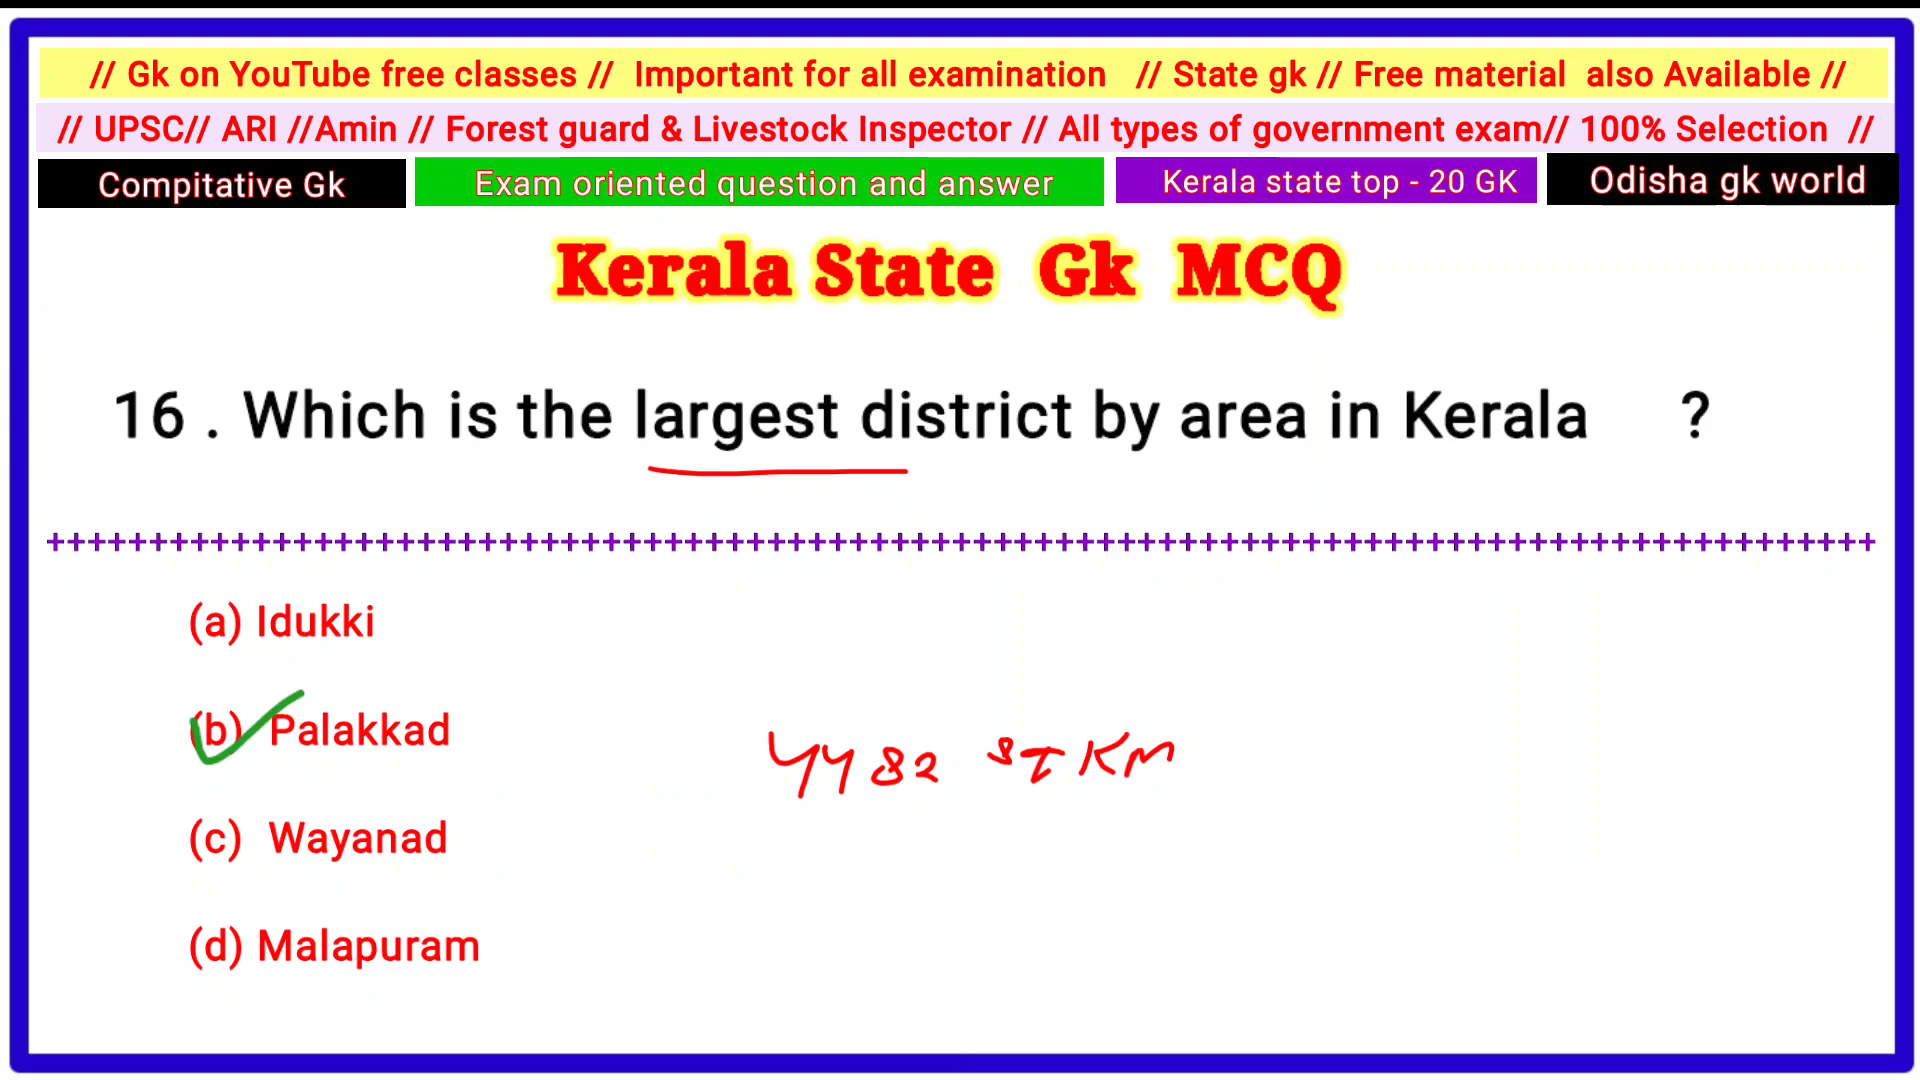 // Gk on YouTube free classes // Important for all examination // State gk // Free material also Available //
// UPSC// ARI //Amin // Forest guard & Livestock Inspector // All types of government exam// 100% Selection //
Compitative Gk Exam oriented question and answer Kerala state top - 20 GK Odisha gk world
Kerala State Gk MCQ
16 . Which is the largest district by area in Kerala ?
++++++++++++++++++++++++++++++++++++++++++++++++++++++++++++++++++++++++++++++++++++++++
(a) Idukki
(b) Palakkad
4482 sq KM
(c) Wayanad
(d) Malapuram